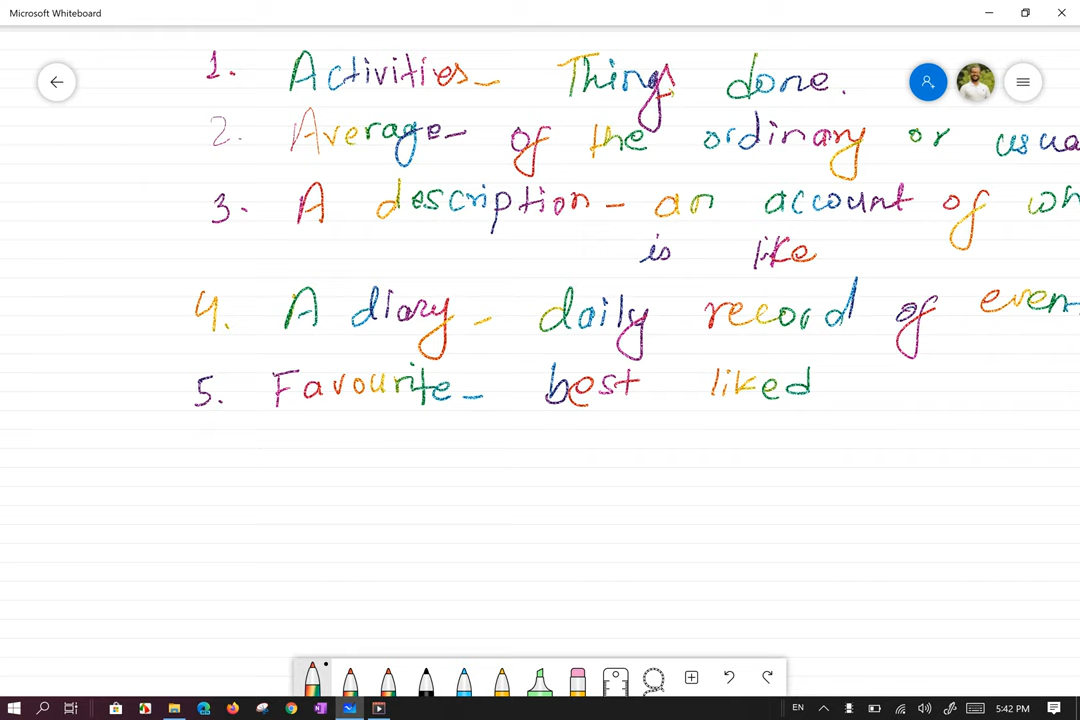 Microsoft Whiteboard
1. Activities- Things done.
2. Average- of the ordinary or
3. A description - an account of
is like
4. A diary - daily record of
5. Favourite- best liked
EN 5:42 PM